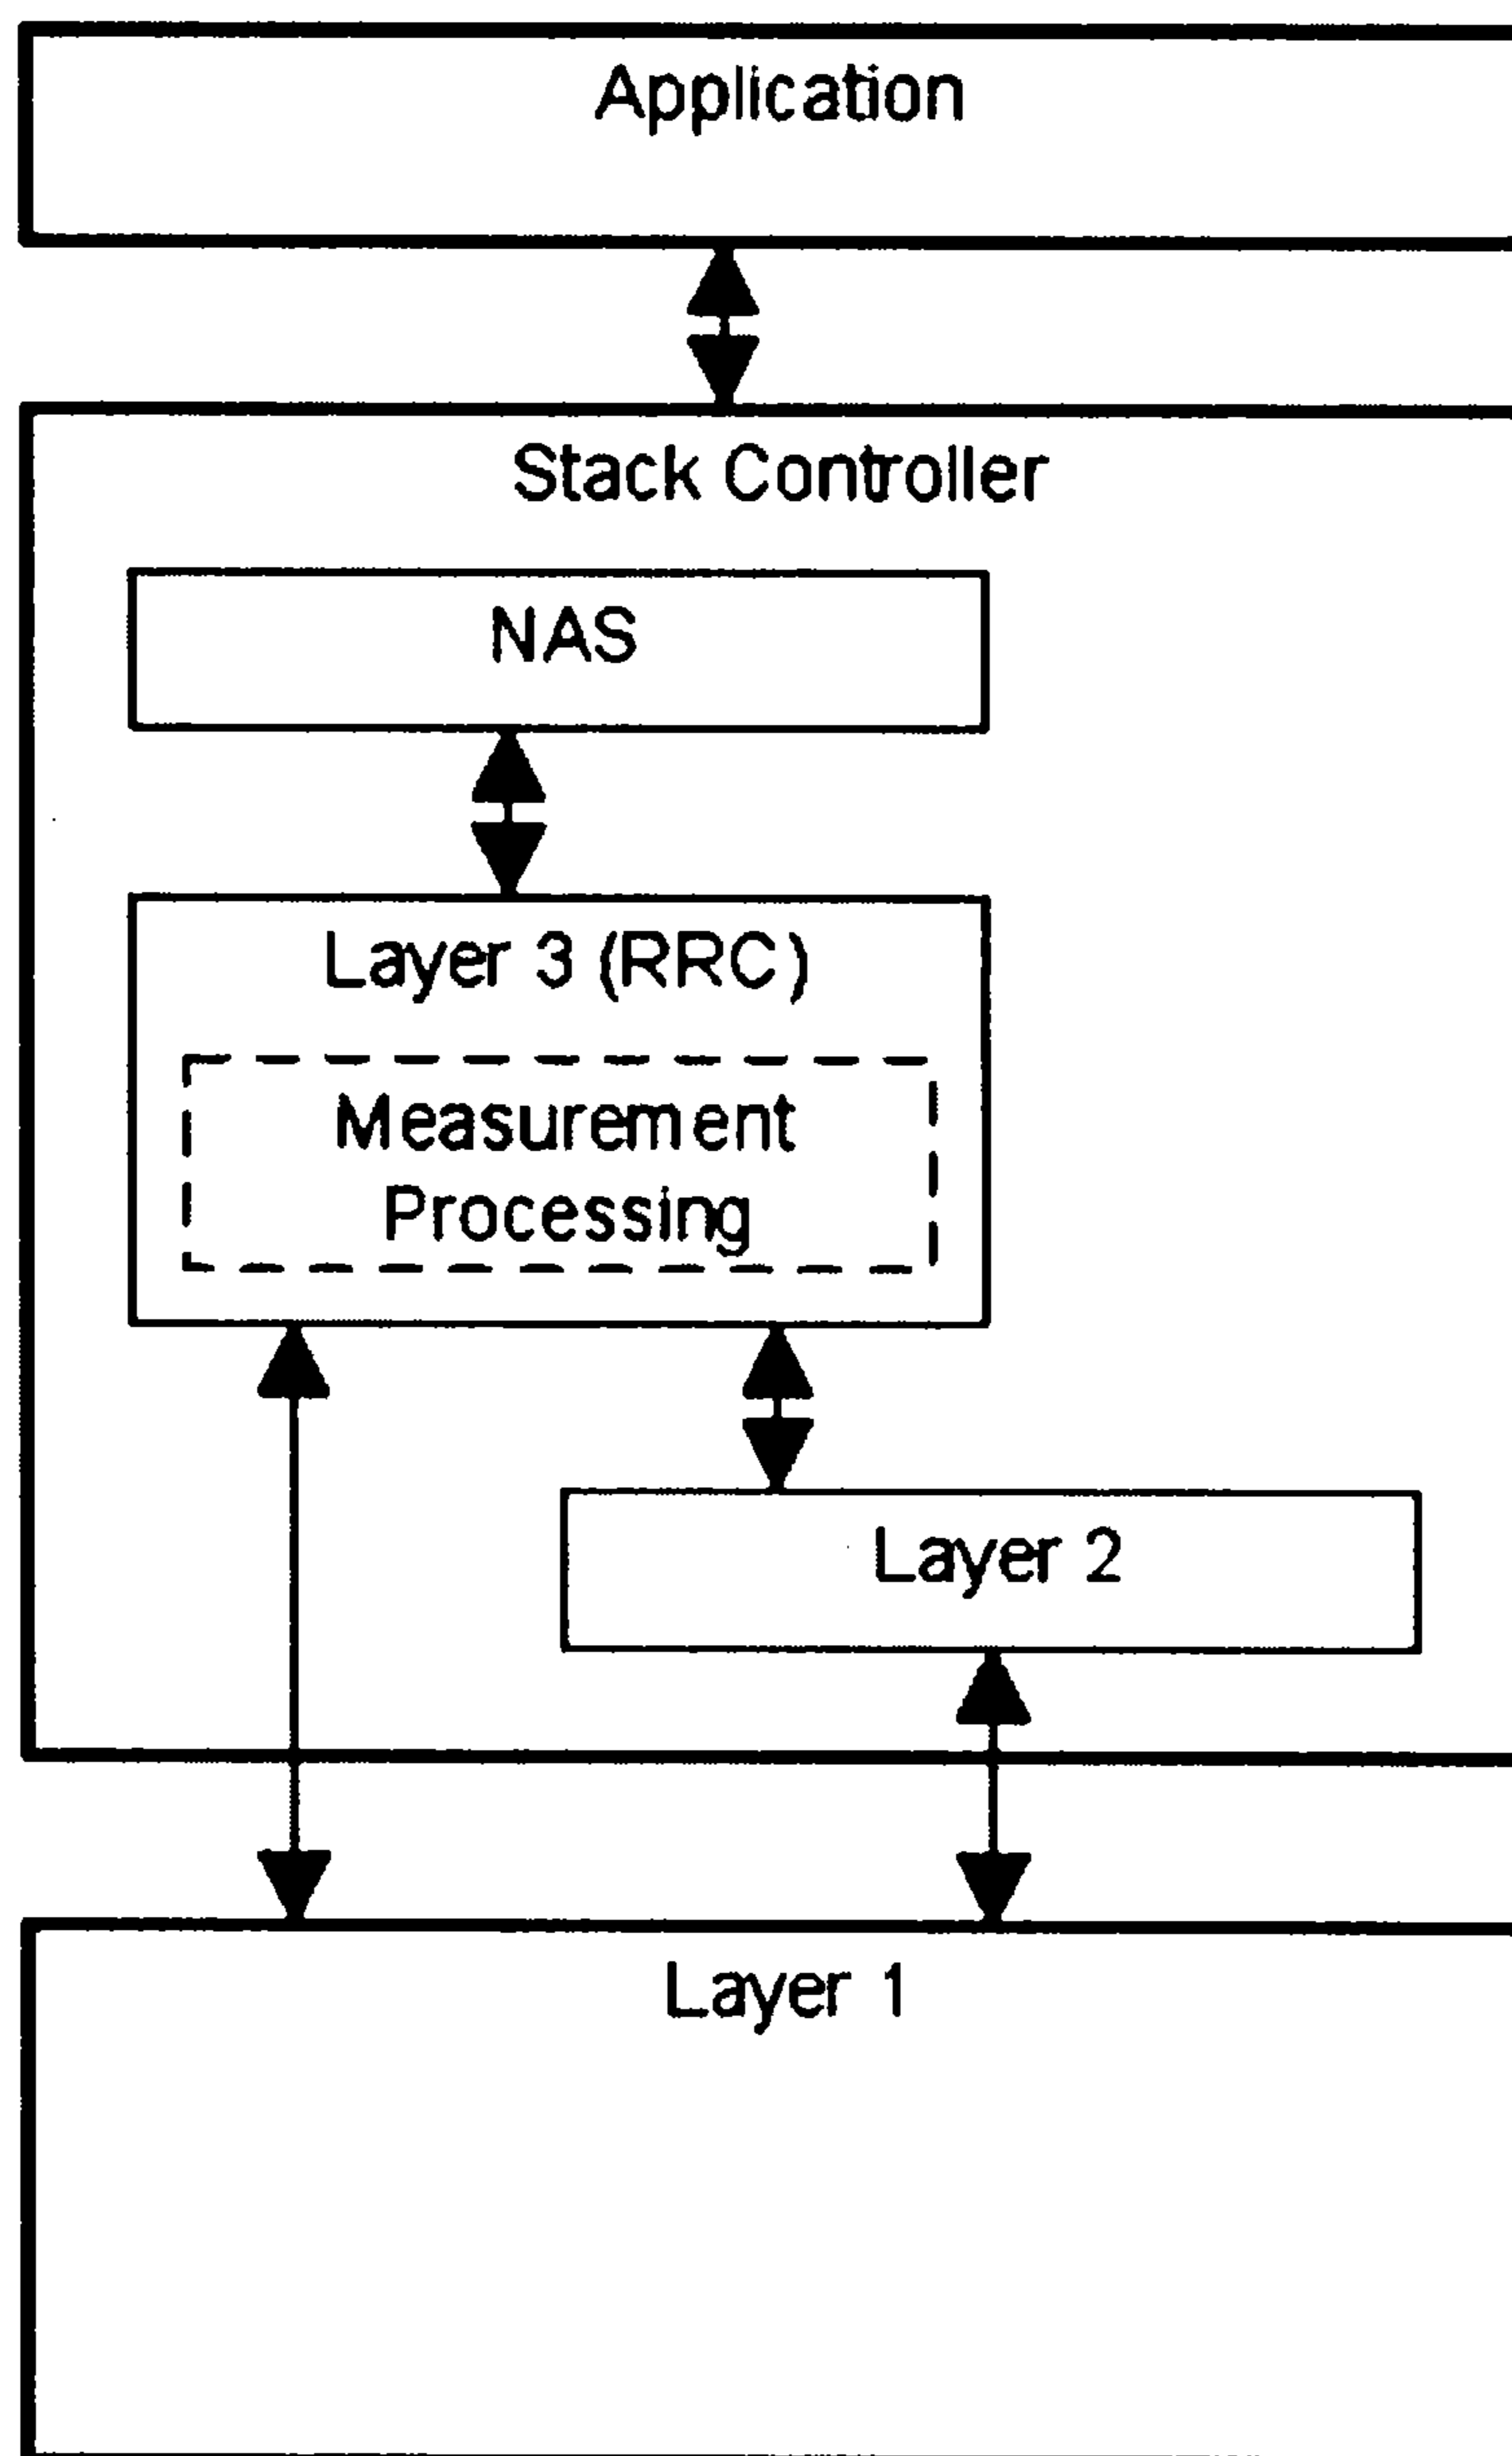 Application
Stack Controller
NAS
Layer 3 (RRC)
Measurement
Processing
Layer 2
Layer 1